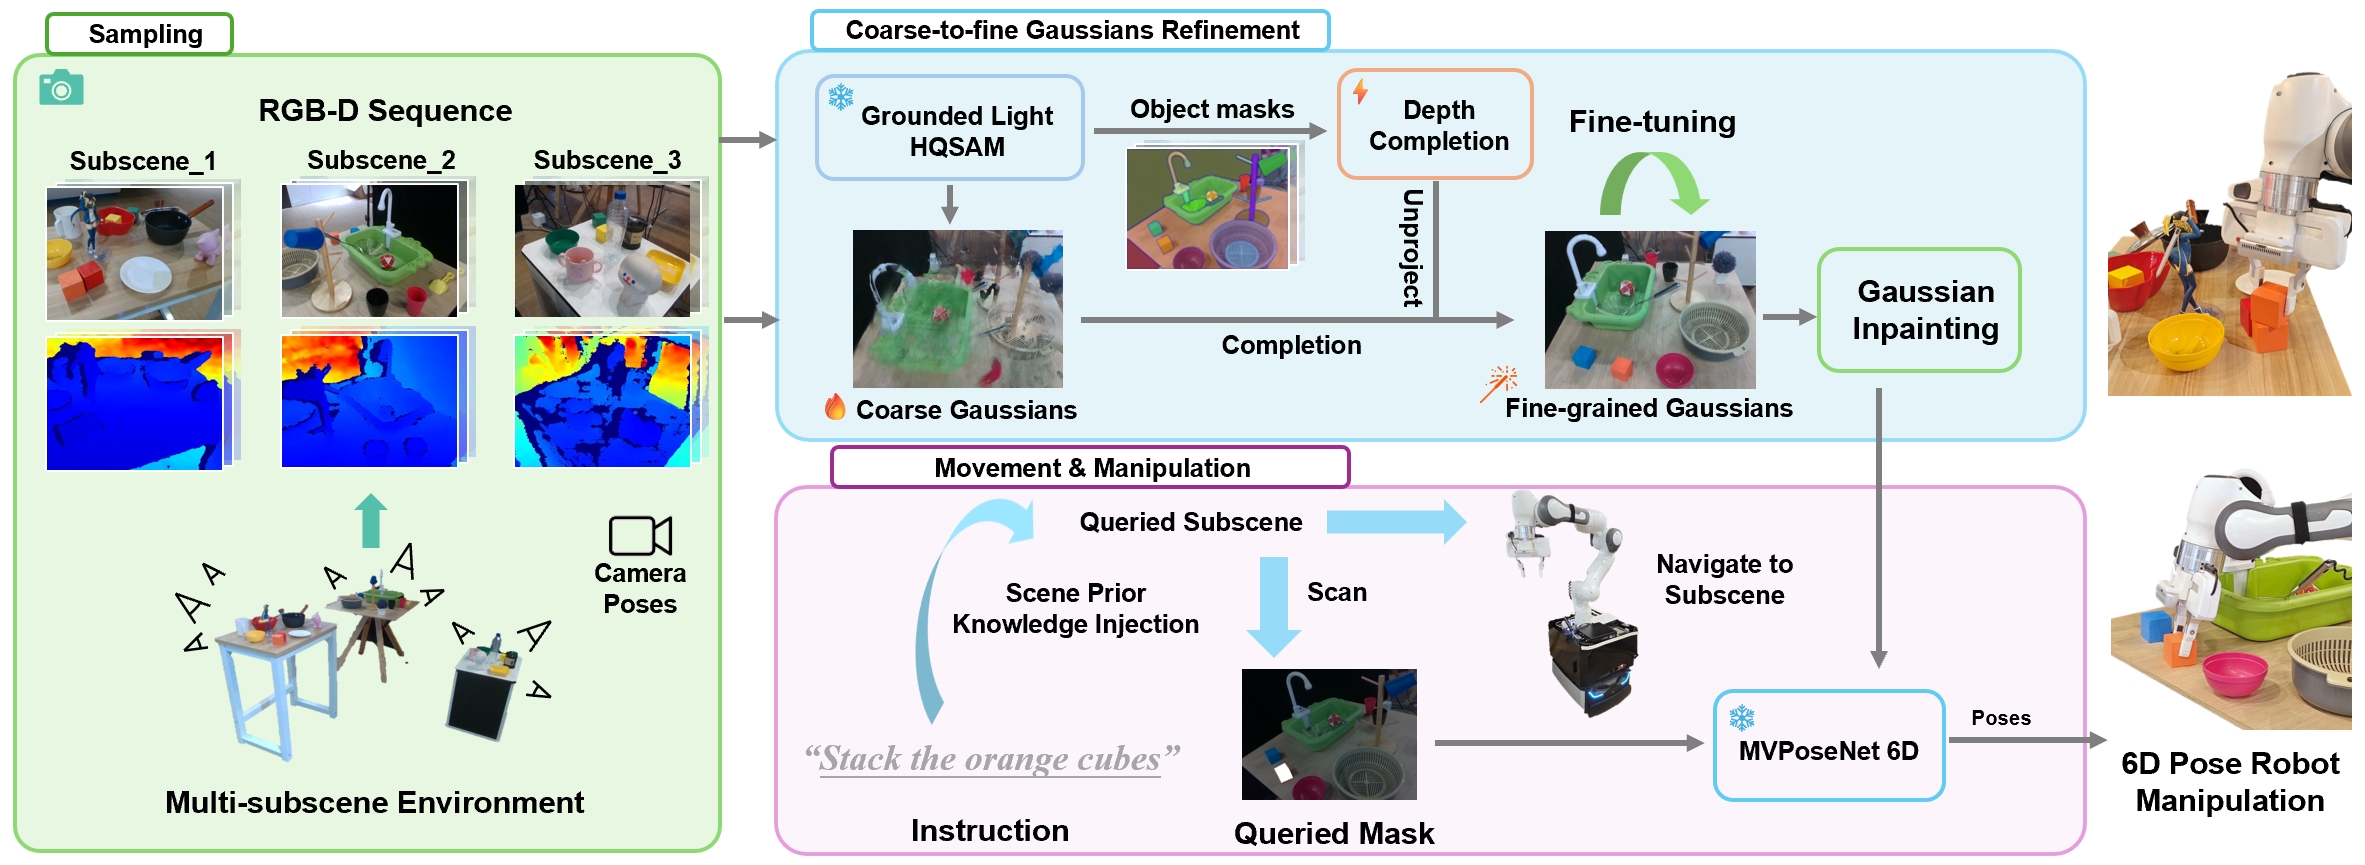 Sampling
RGB-D Sequence
Subscene_1
Subscene_2
Subscene_3
Camera
Poses
Multi-subscene Environment
Coarse-to-fine Gaussians Refinement
Grounded Light
HQSAM
Object masks
Depth
Completion
Fine-tuning
Unproject
Completion
Coarse Gaussians
Fine-grained Gaussians
Gaussian
Inpainting
Movement & Manipulation
Queried Subscene
Scene Prior
Knowledge Injection
Scan
Navigate to
Subscene
“Stack the orange cubes”
Instruction
Queried Mask
MVPoseNet 6D
Poses
6D Pose Robot
Manipulation